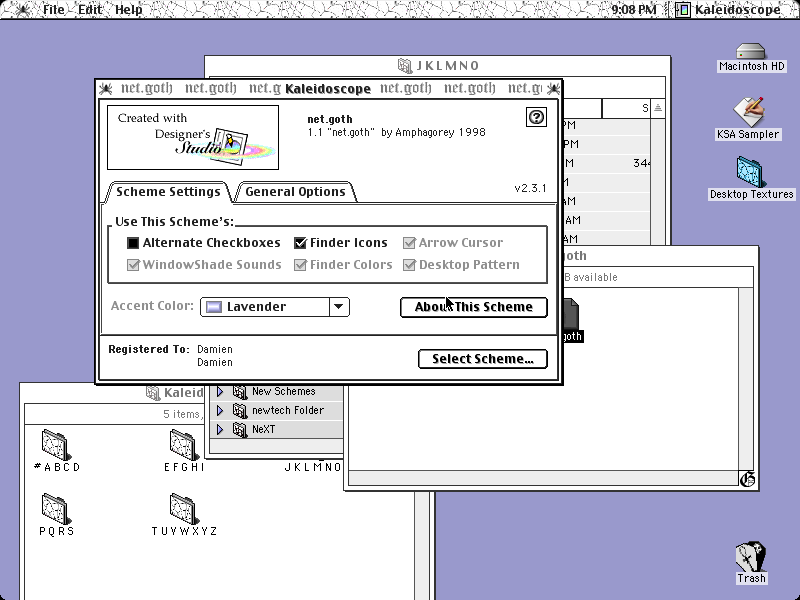 File Edit Help
9:08 PM
Kaleidoscope
JKLMNO
Macintosh HD
KSA Sampler
Desktop Textures
Trash
net.goth net.goth net.g Kaleidoscope net.goth net.goth net.g
Created with
Designer's
Studio
net.goth
1.1 "net.goth" by Amphagorey 1998
?
Scheme Settings
General Options
v2.3.1
Use This Scheme's:
Alternate Checkboxes
Finder Icons
Arrow Cursor
WindowShade Sounds
Finder Colors
Desktop Pattern
Accent Color:
Lavender
About This Scheme
Registered To: Damien
Damien
Select Scheme...
S
PM
PM
M
344
M
AM
AM
AM
goth
B available
goth
New Schemes
newtech Folder
NeXT
Kaleid
5 items,
#ABCD
EFGHI
JKLMNO
PQRS
TUVWXYZ